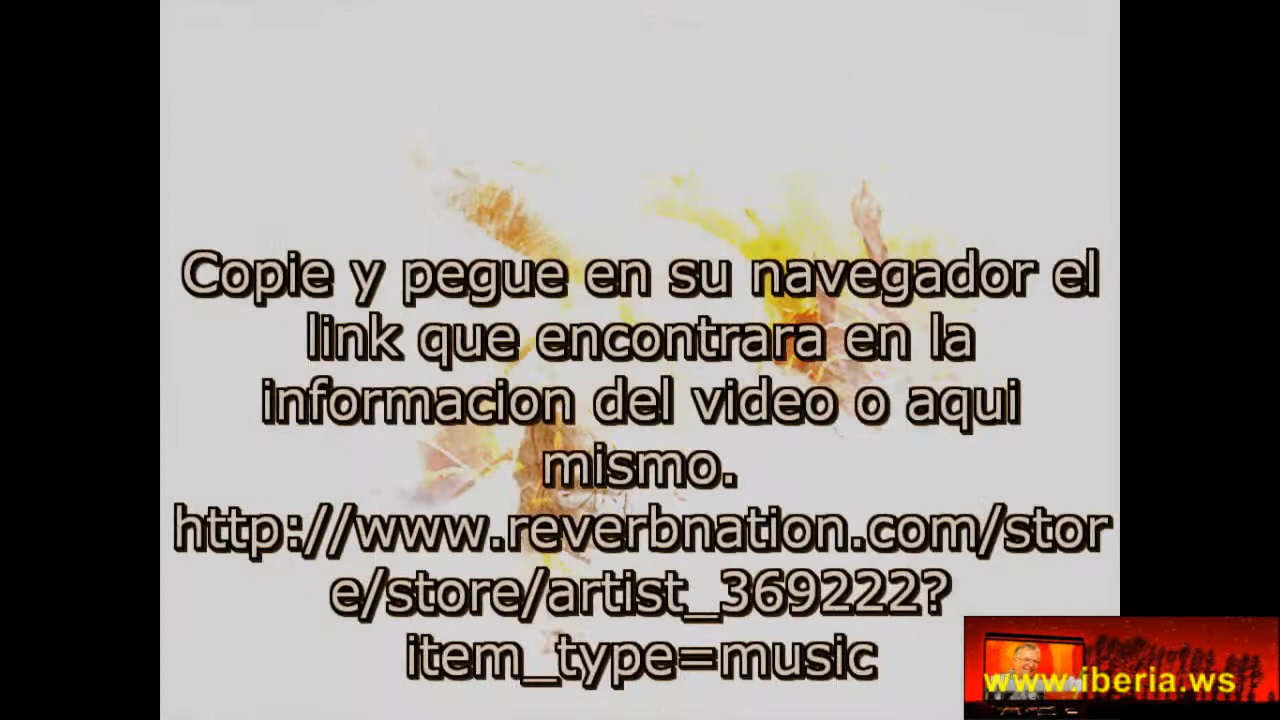 Copie y pegue en su navegador el
link que encontrara en la
informacion del video o aqui
mismo.
http://www.reverbnation.com/stor
e/store/artist_369222?
item_type=music
www.iberia.ws